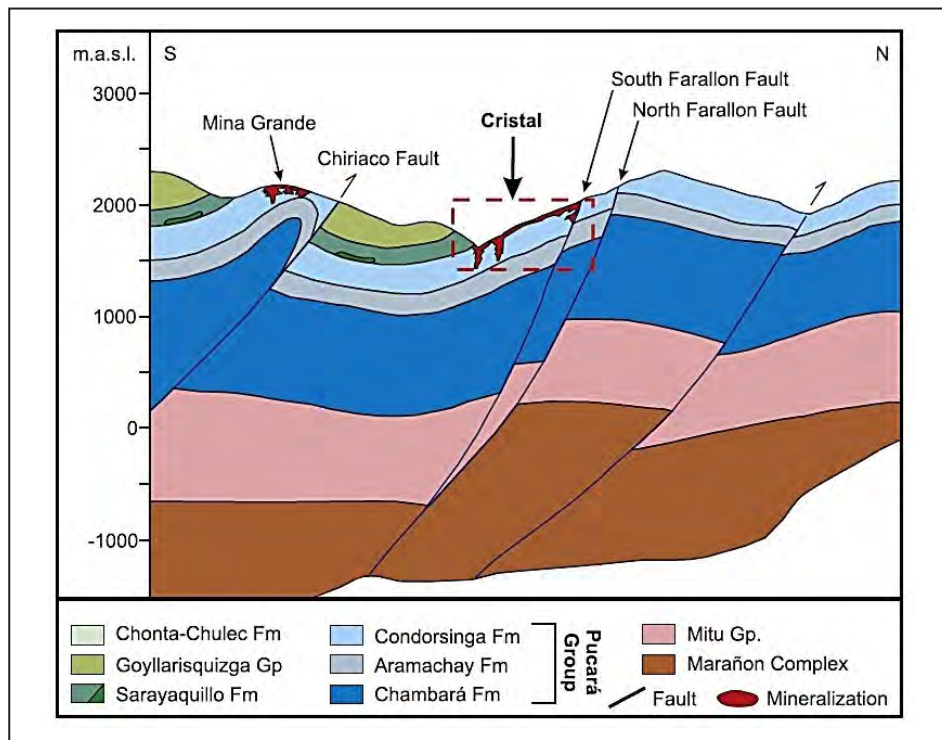 m.a.s.l.
S
N
3000
2000
1000
0
-1000
South Farallon Fault
North Farallon Fault
Mina Grande
Cristal
Chiriaco Fault
Chonta-Chulec Fm
Goyllarisquizga Gp
Sarayaquillo Fm
Condorsinga Fm
Aramachay Fm
Chambará Fm
Pucará
Group
Mitu Gp.
Marañon Complex
Fault
Mineralization